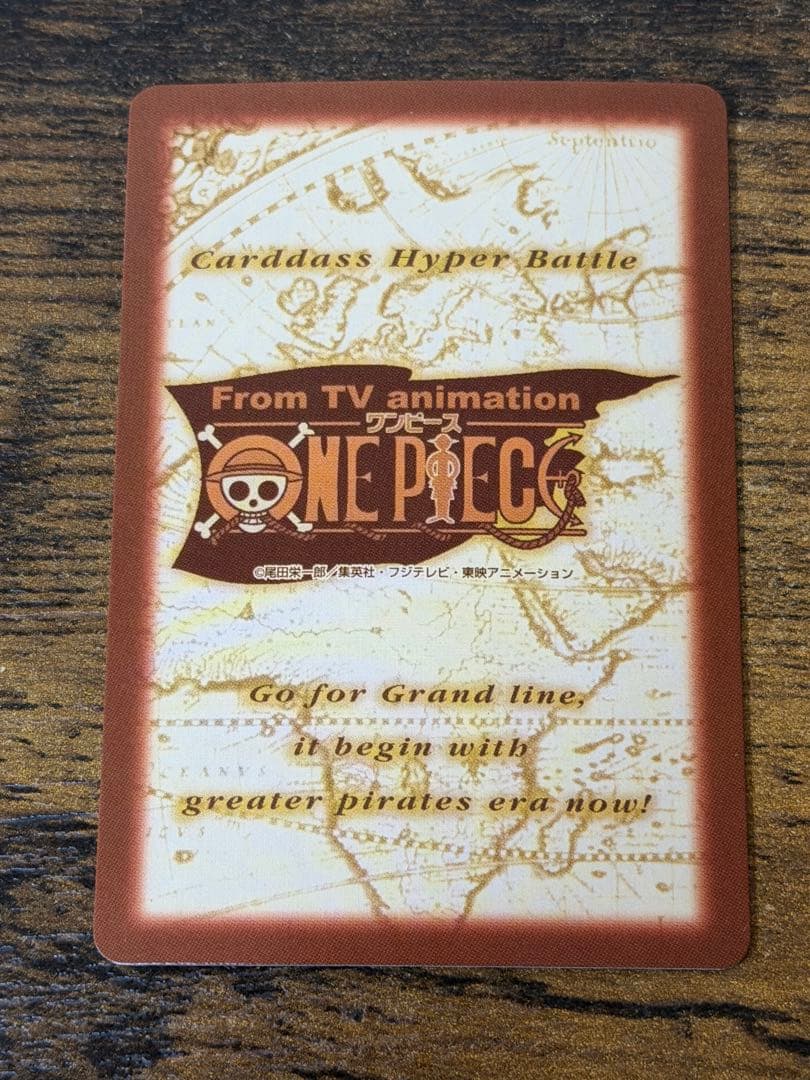 Septentrio
Carddass Hyper Battle
From TV animation
ワンピース
ONE PIECE
©尾田栄一郎／集英社・フジテレビ・東映アニメーション
Go for Grand line,
it begin with
greater pirates era now!